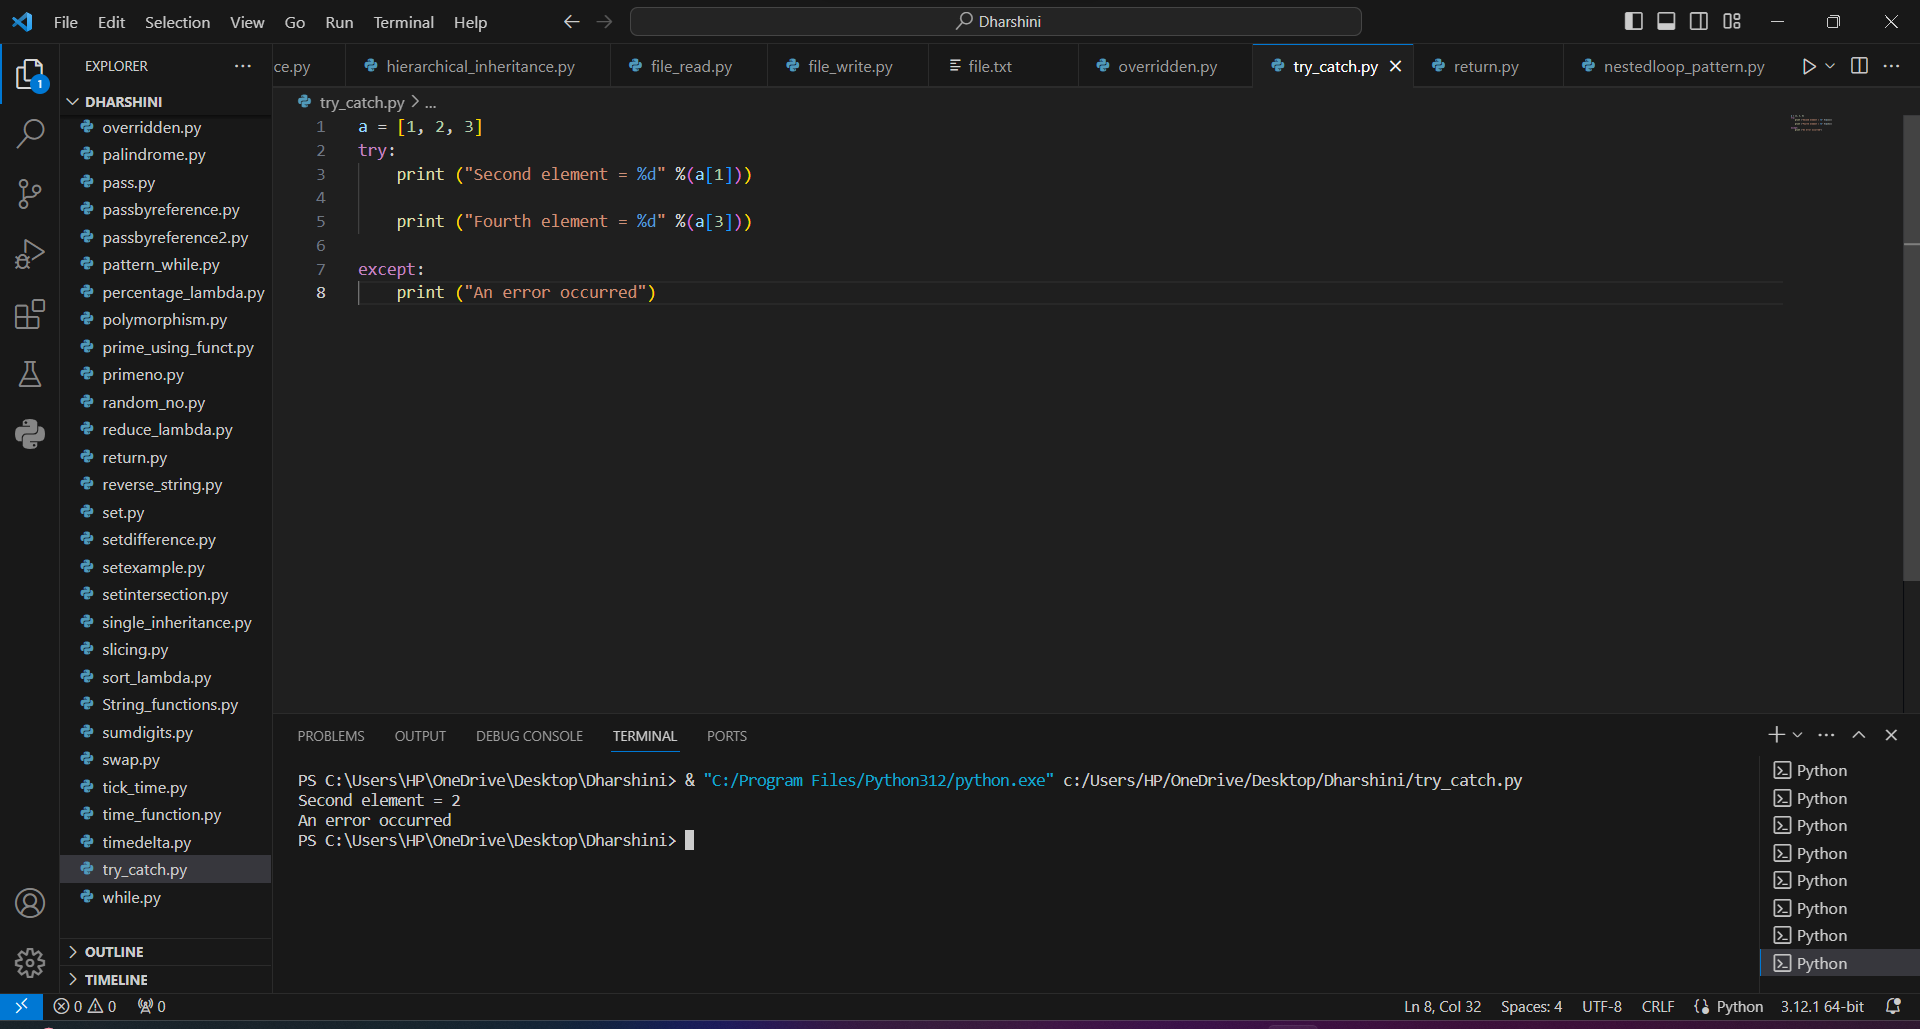 File Edit Selection View Go Run Terminal Help
Dharshini
EXPLORER
ce.py hierarchical_inheritance.py file_read.py file_write.py file.txt overridden.py try_catch.py return.py nestedloop_pattern.py
DHARSHINI
overridden.py
palindrome.py
pass.py
passbyreference.py
passbyreference2.py
pattern_while.py
percentage_lambda.py
polymorphism.py
prime_using_funct.py
primeno.py
random_no.py
reduce_lambda.py
return.py
reverse_string.py
set.py
setdifference.py
setexample.py
setintersection.py
single_inheritance.py
slicing.py
sort_lambda.py
String_functions.py
sumdigits.py
swap.py
tick_time.py
time_function.py
timedelta.py
try_catch.py
while.py
OUTLINE
TIMELINE
1
try_catch.py > ...
1 a = [1, 2, 3]
2 try:
3     print ("Second element = %d" %(a[1]))
4
5     print ("Fourth element = %d" %(a[3]))
6
7 except:
8     print ("An error occurred")
PROBLEMS OUTPUT DEBUG CONSOLE TERMINAL PORTS
PS C:\Users\HP\OneDrive\Desktop\Dharshini> & "C:/Program Files/Python312/python.exe" c:/Users/HP/OneDrive/Desktop/Dharshini/try_catch.py
Second element = 2
An error occurred
PS C:\Users\HP\OneDrive\Desktop\Dharshini>
Python
Python
Python
Python
Python
Python
Python
Python
0 0 0
Ln 8, Col 32 Spaces: 4 UTF-8 CRLF {} Python 3.12.1 64-bit